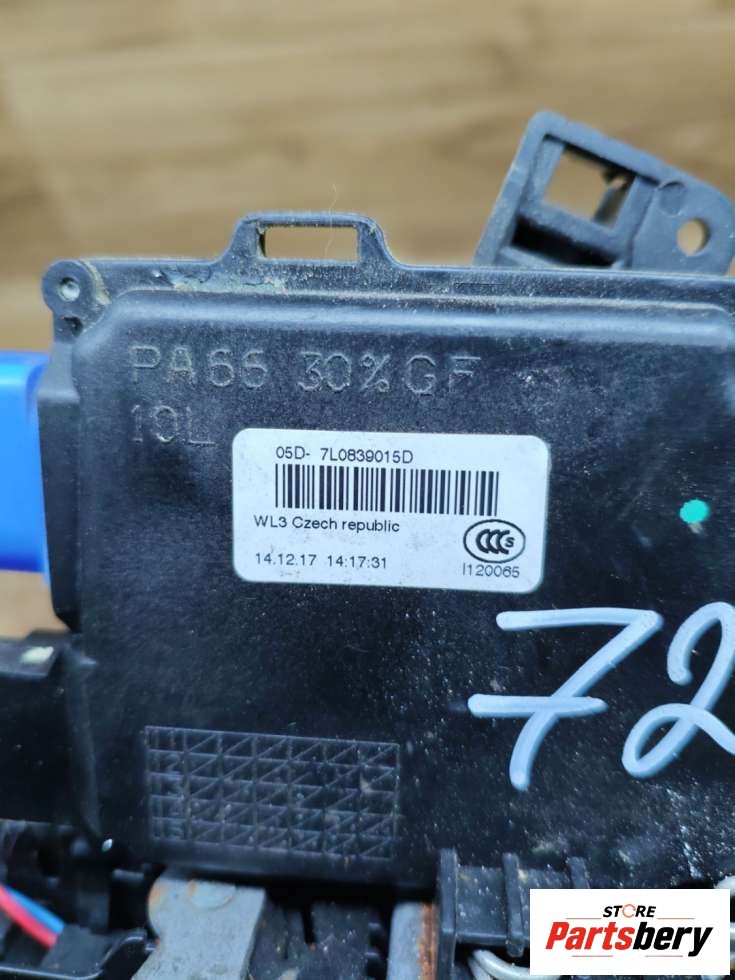 PA66 30%GF
10L
05D- 7L0839015D
WL3 Czech republic
14.12.17 14:17:31
CCC S
I120065
72
STORE
Partsbery